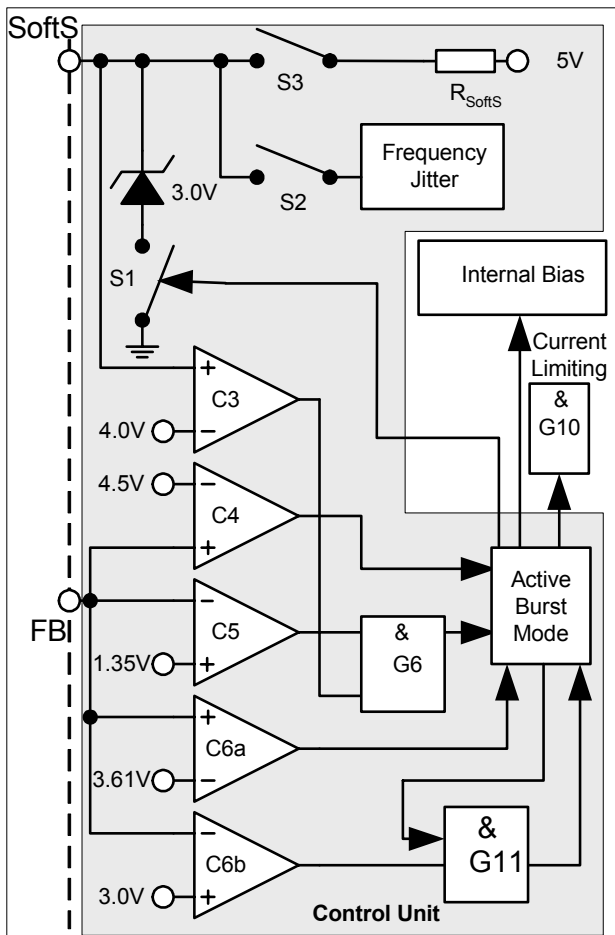 SoftS
5V
S3
R_SoftS
Frequency
Jitter
3.0V
S2
S1
Internal Bias
Current
Limiting
&
G10
+
C3
4.0V
−
4.5V
−
C4
+
Active
Burst
Mode
FB
−
C5
1.35V
+
&
G6
+
C6a
3.61V
−
−
C6b
3.0V
+
&
G11
Control Unit